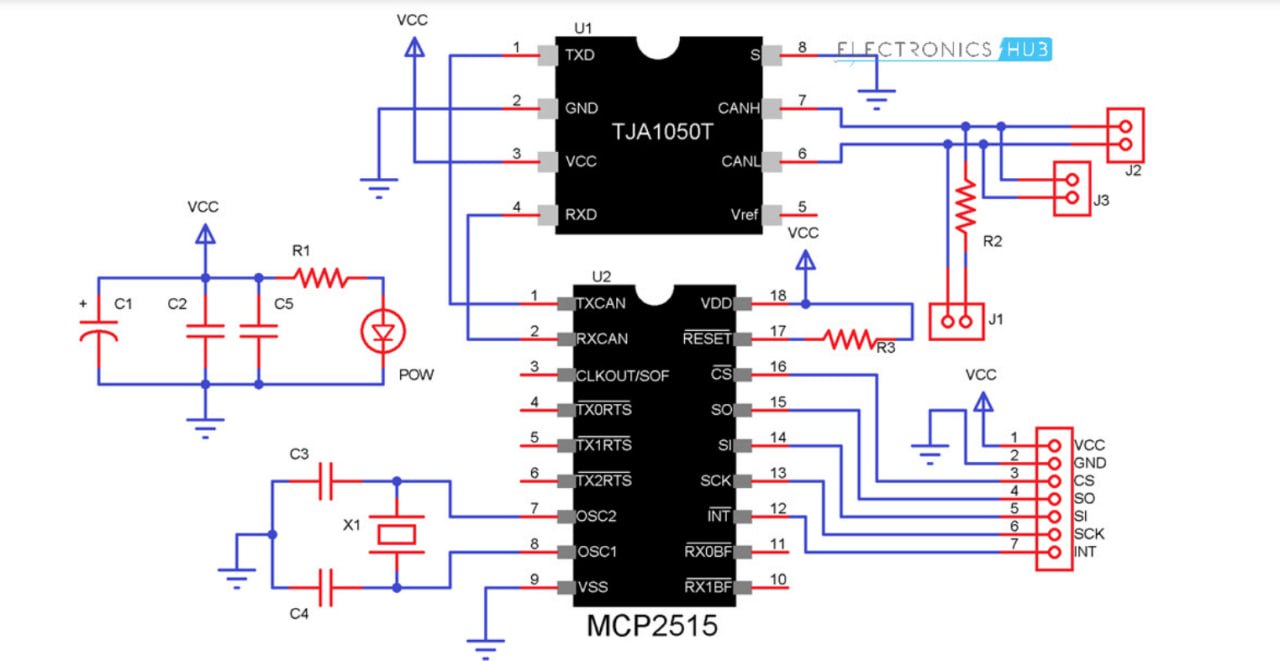 VCC
U1
1 TXD
S 8
ELECTRONICS HUB
2 GND
CANH 7
TJA1050T
3 VCC
CANL 6
J2
J3
4 RXD
Vref 5
R2
VCC
VCC
R1
+ C1
C2
C5
POW
U2
1 TXCAN
VDD 18
2 RXCAN
RESET 17
R3
J1
3 CLKOUT/SOF
CS 16
4 TX0RTS
SO 15
5 TX1RTS
SI 14
6 TX2RTS
SCK 13
7 OSC2
INT 12
8 OSC1
RX0BF 11
9 VSS
RX1BF 10
MCP2515
C3
X1
C4
VCC
1 VCC
2 GND
3 CS
4 SO
5 SI
6 SCK
7 INT